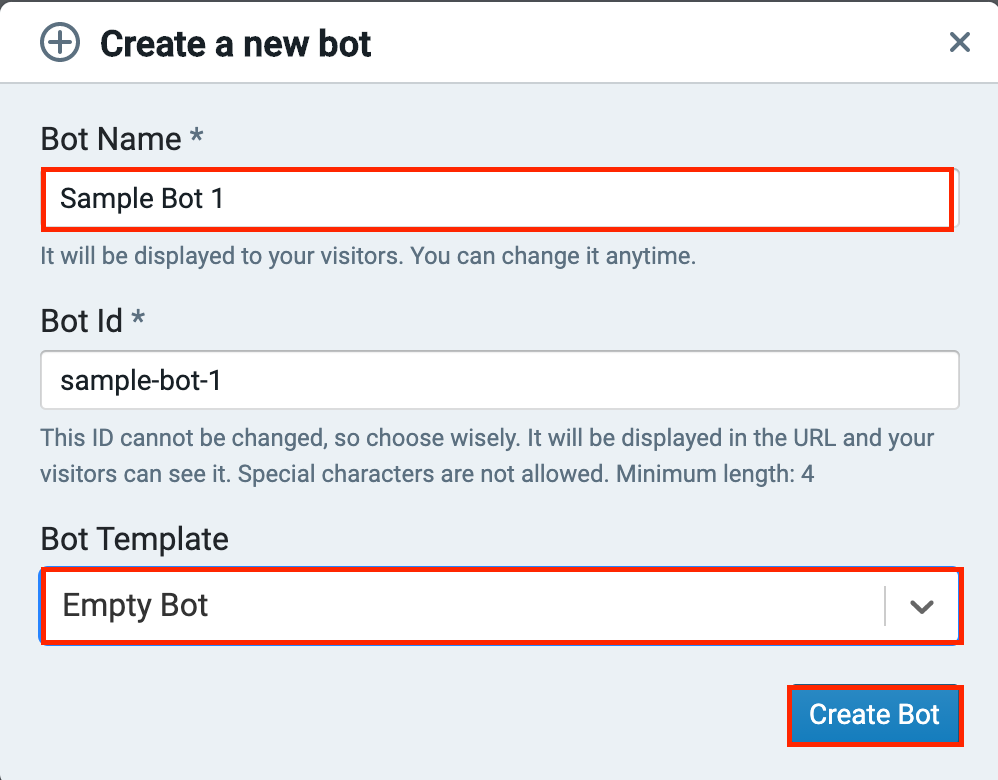 Create a new bot
Bot Name *
Sample Bot 1
It will be displayed to your visitors. You can change it anytime.
Bot Id *
sample-bot-1
This ID cannot be changed, so choose wisely. It will be displayed in the URL and your
visitors can see it. Special characters are not allowed. Minimum length: 4
Bot Template
Empty Bot
Create Bot